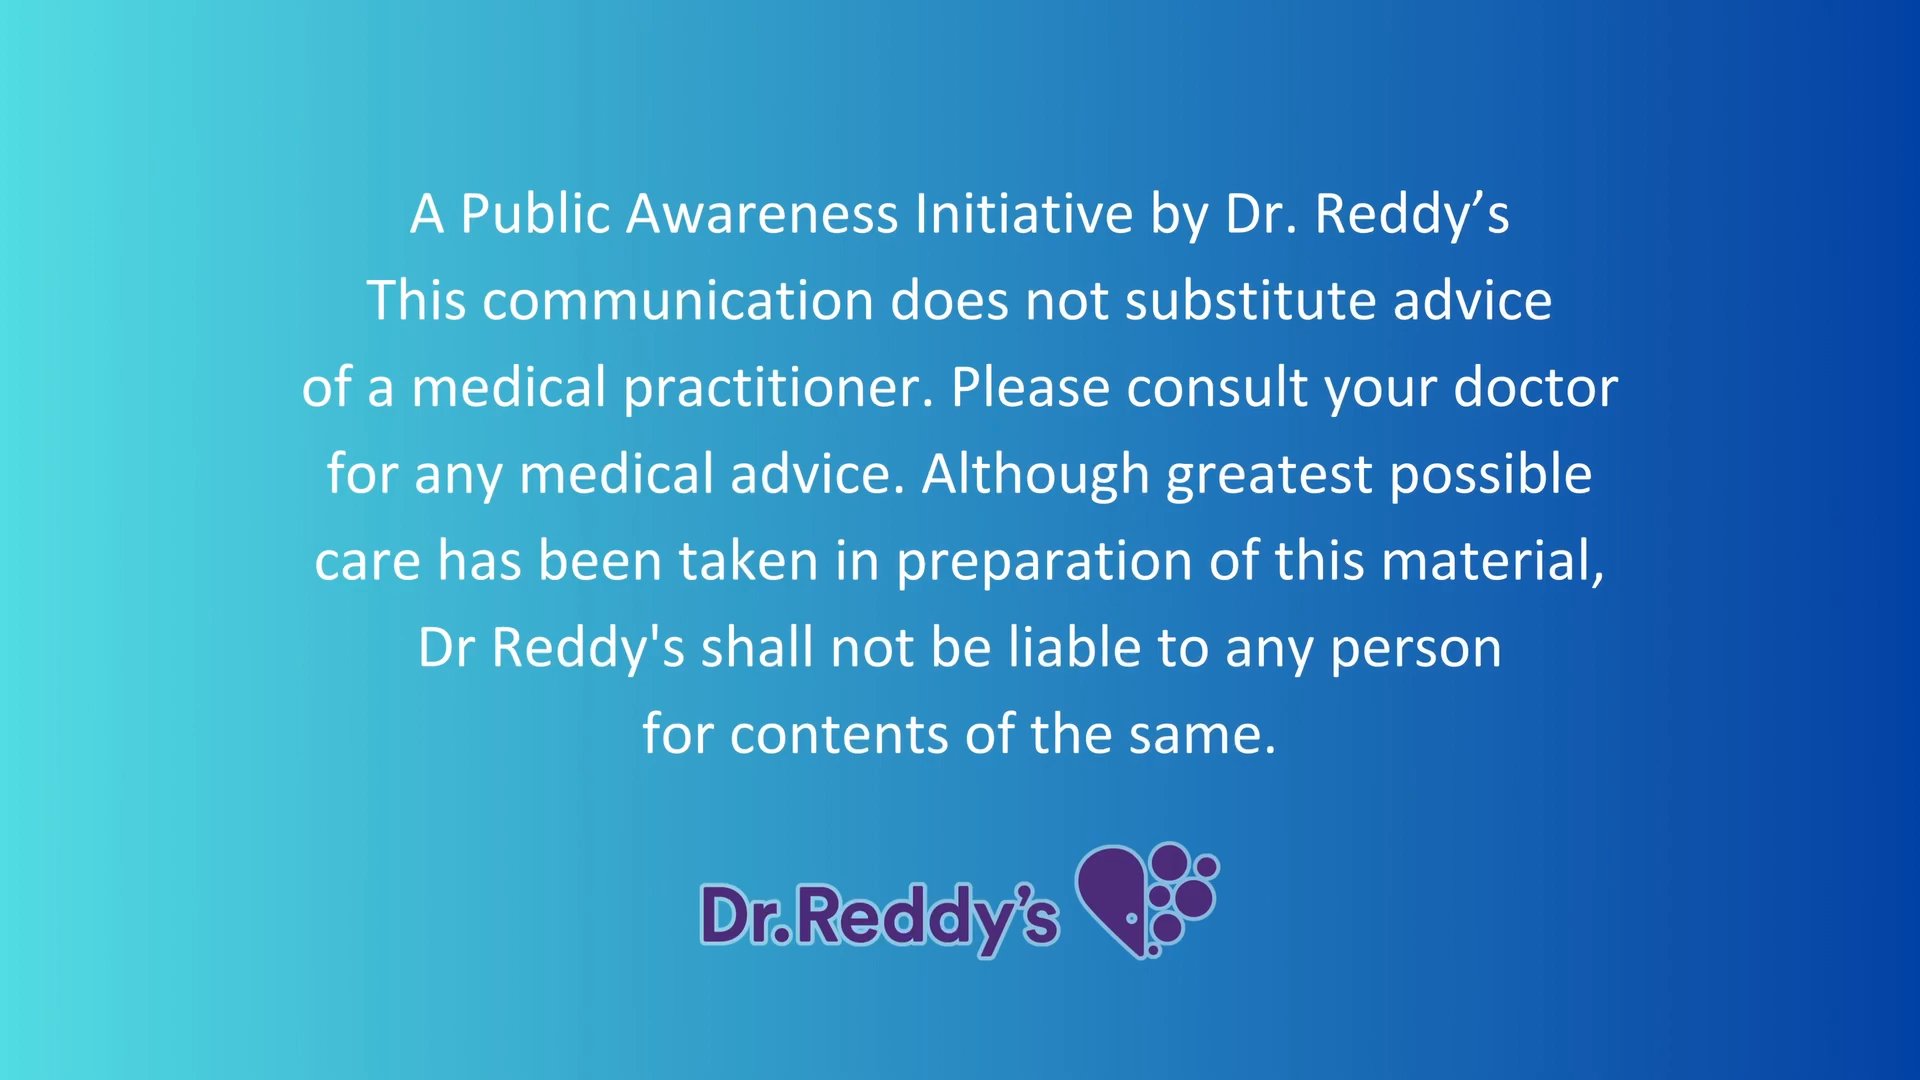 A Public Awareness Initiative by Dr. Reddy’s
This communication does not substitute advice
of a medical practitioner. Please consult your doctor
for any medical advice. Although greatest possible
care has been taken in preparation of this material,
Dr Reddy's shall not be liable to any person
for contents of the same.
Dr.Reddy’s